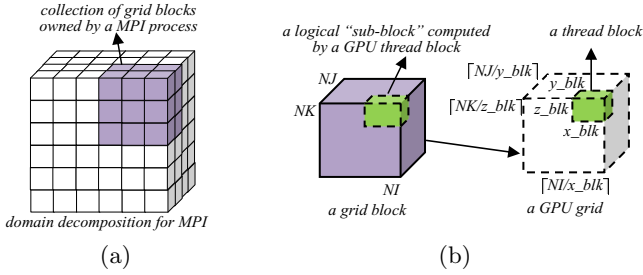 collection of grid blocks
owned by a MPI process
domain decomposition for MPI
(a)
a logical “sub-block” computed
by a GPU thread block
NJ
NK
NI
a grid block
a thread block
⌈NJ/y_blk⌉
y_blk
⌈NK/z_blk⌉
z_blk
x_blk
⌈NI/x_blk⌉
a GPU grid
(b)